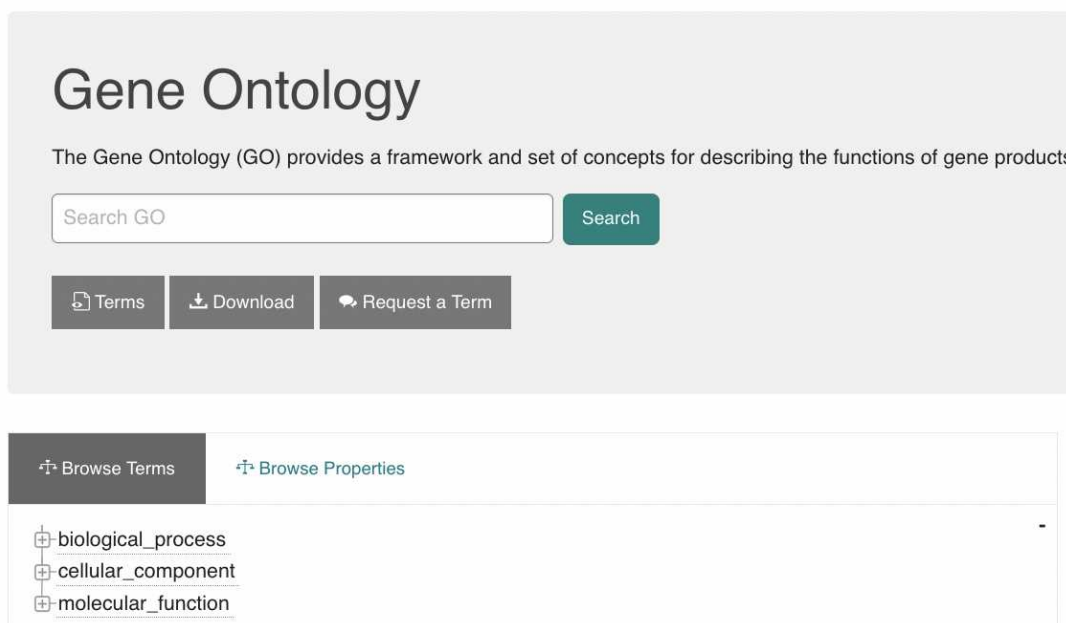 Gene Ontology
The Gene Ontology (GO) provides a framework and set of concepts for describing the functions of gene products
Search GO
Search
Terms Download Request a Term
Browse Terms Browse Properties
-
biological_process
cellular_component
molecular_function